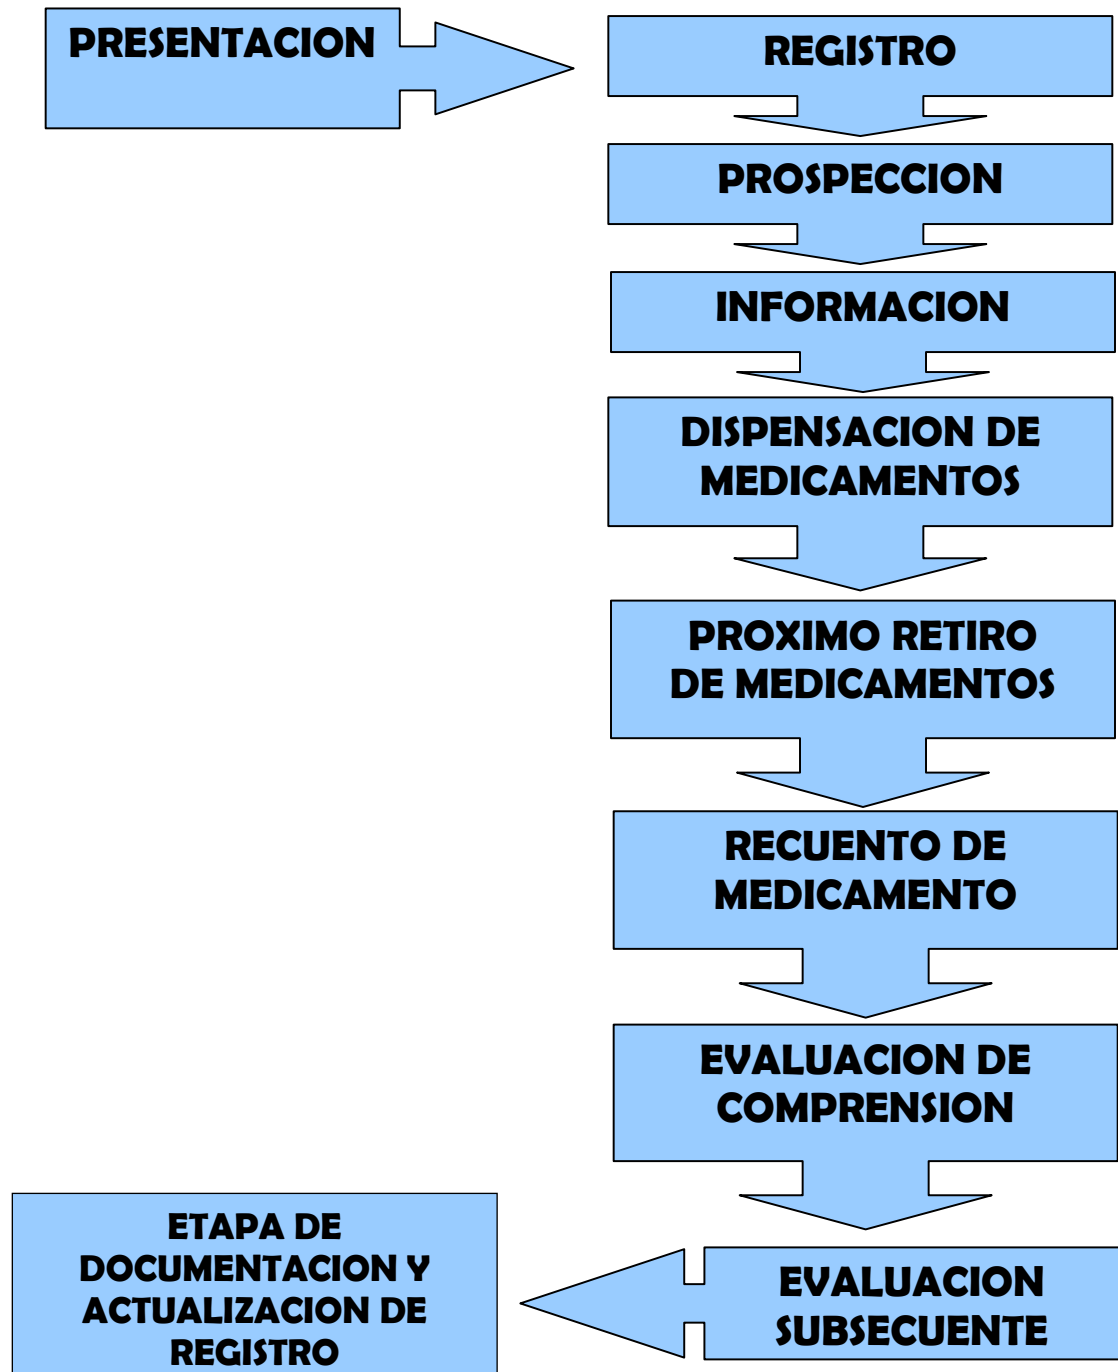 PRESENTACION
REGISTRO
PROSPECCION
INFORMACION
DISPENSACION DE
MEDICAMENTOS
PROXIMO RETIRO
DE MEDICAMENTOS
RECUENTO DE
MEDICAMENTO
EVALUACION DE
COMPRENSION
EVALUACION
SUBSECUENTE
ETAPA DE
DOCUMENTACION Y
ACTUALIZACION DE
REGISTRO